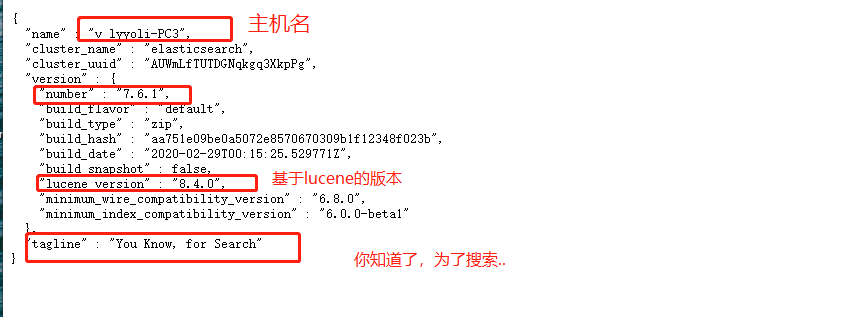 {
"name" : "v_lyyoli-PC3",
主机名
"cluster_name" : "elasticsearch",
"cluster_uuid" : "AUWmLfTUTDGNqkgq3XkpPg",
"version" : {
"number" : "7.6.1",
"build_flavor" : "default",
"build_type" : "zip",
"build_hash" : "aa751e09be0a5072e8570670309b1f12348f023b",
"build_date" : "2020-02-29T00:15:25.529771Z",
"build_snapshot" : false,
"lucene_version" : "8.4.0",
基于lucene的版本
"minimum_wire_compatibility_version" : "6.8.0",
"minimum_index_compatibility_version" : "6.0.0-beta1"
},
"tagline" : "You Know, for Search"
你知道了，为了搜索..
}